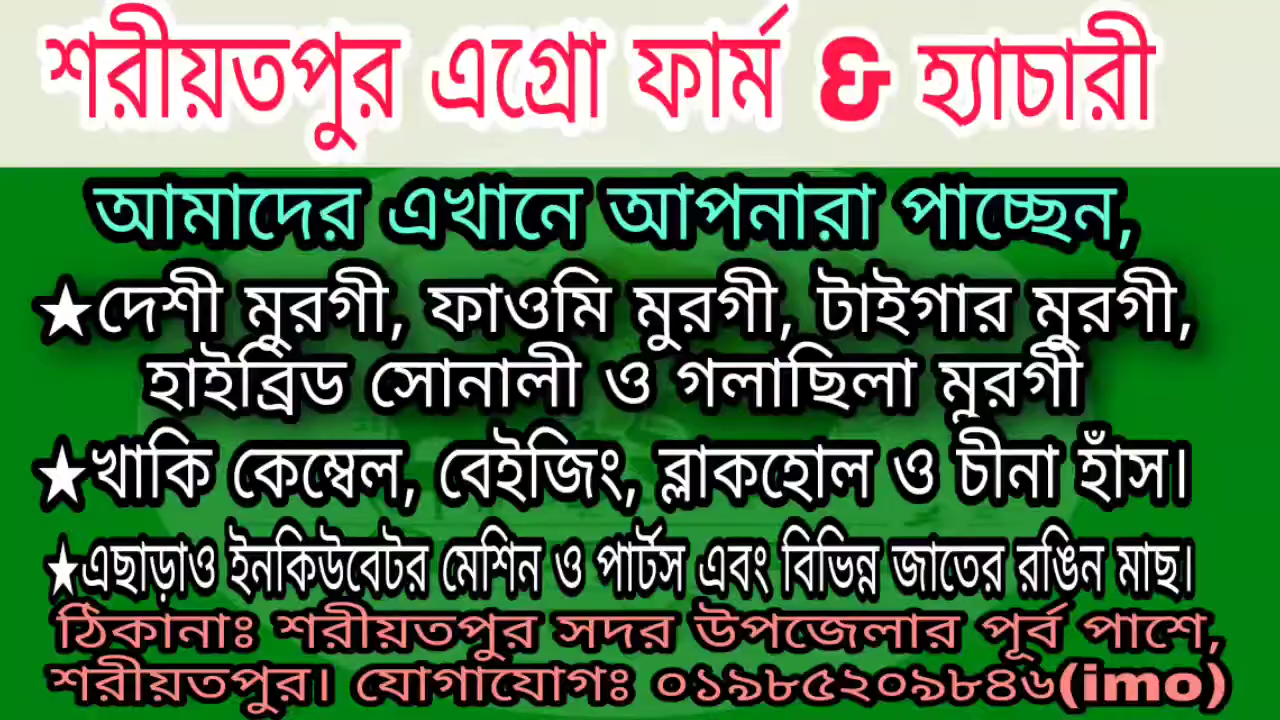 শরীয়তপুর এগ্রো ফার্ম & হ্যাচারী
আমাদের এখানে আপনারা পাচ্ছেন,
★দেশী মুরগী, ফাওমি মুরগী, টাইগার মুরগী,
হাইব্রিড সোনালী ও গলাছিলা মুরগী
★খাকি কেম্বেল, বেইজিং, ব্লাকহোল ও চীনা হাঁস।
★এছাড়াও ইনকিউবেটর মেশিন ও পার্টস এবং বিভিন্ন জাতের রঙিন মাছ।
ঠিকানাঃ শরীয়তপুর সদর উপজেলার পূর্ব পাশে,
শরীয়তপুর। যোগাযোগঃ ০১৯৮৫২০৯৮৪৬(imo)